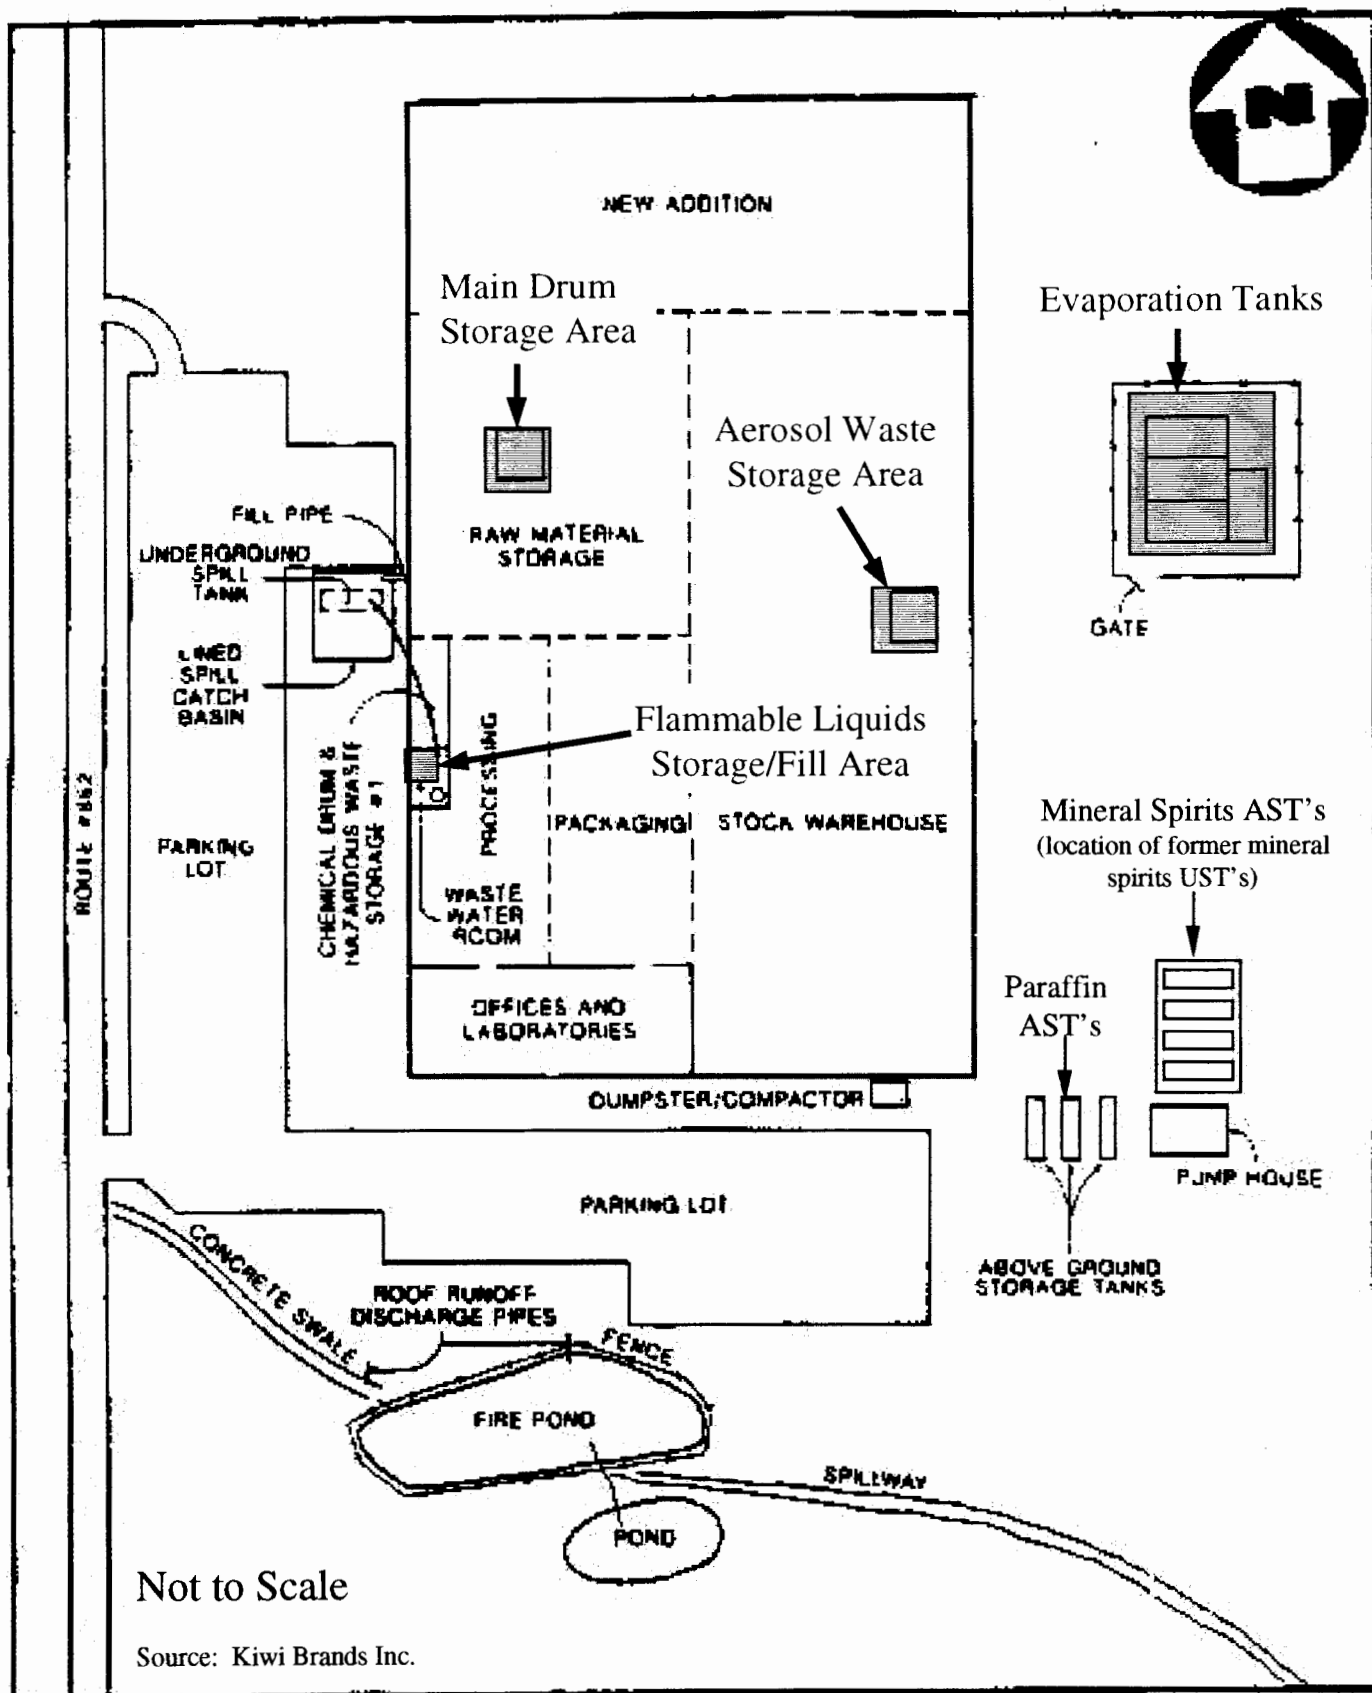 N
NEW ADDITION
Main Drum
Storage Area
Evaporation Tanks
Aerosol Waste
Storage Area
FILL PIPE
RAW MATERIAL
STORAGE
UNDERGROUND
SPILL
TANK
GATE
LINED
SPILL
CATCH
BASIN
Flammable Liquids
Storage/Fill Area
CHEMICAL DRUM &
HAZARDOUS WASTE
STORAGE #1
PROCESSING
PACKAGING
STOCK WAREHOUSE
Mineral Spirits AST's
(location of former mineral
spirits UST's)
PARKING
LOT
WASTE
WATER
ROOM
Paraffin
AST's
OFFICES AND
LABORATORIES
DUMPSTER/COMPACTOR
PUMP HOUSE
PARKING LOT
ABOVE GROUND
STORAGE TANKS
CONCRETE SWALE
ROOF RUNOFF
DISCHARGE PIPES
FENCE
FIRE POND
SPILLWAY
POND
Not to Scale
Source: Kiwi Brands Inc.